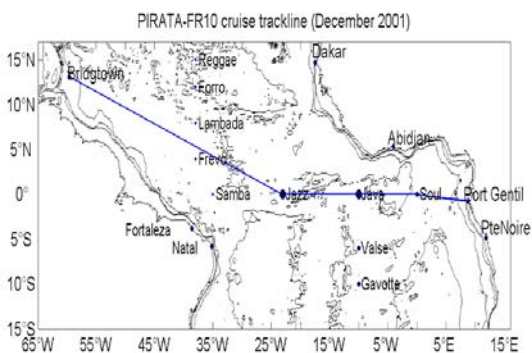 PIRATA-FR10 cruise trackline (December 2001)
15°N
10°N
5°N
0°
5°S
10°S
15°S
Dakar
Reggae
Bridgtown
Forro
Lambada
Abidjan
Frevo
Samba
Jazz
Java
Soul
Port Gentil
Fortaleza
Natal
PteNoire
Valse
Gavotte
65°W
55°W
45°W
35°W
25°W
15°W
5°W
5°E
15°E